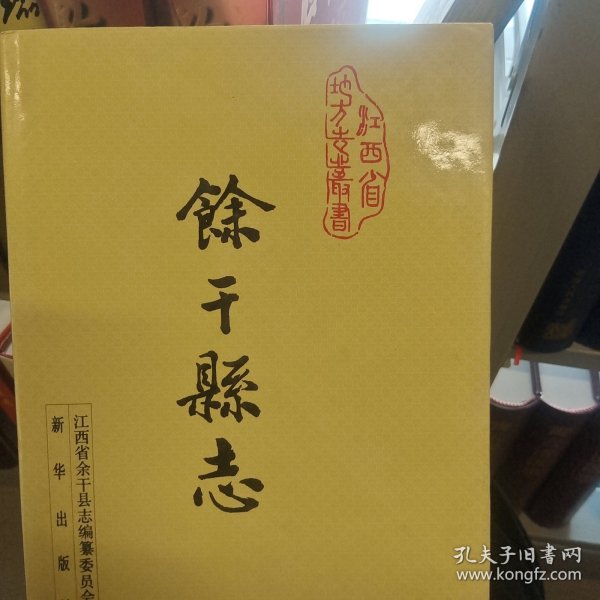 江西省
地方志叢書
餘干縣志
江西省余干县志编纂委员会
新华出版
孔夫子旧书网
www.kongfz.com